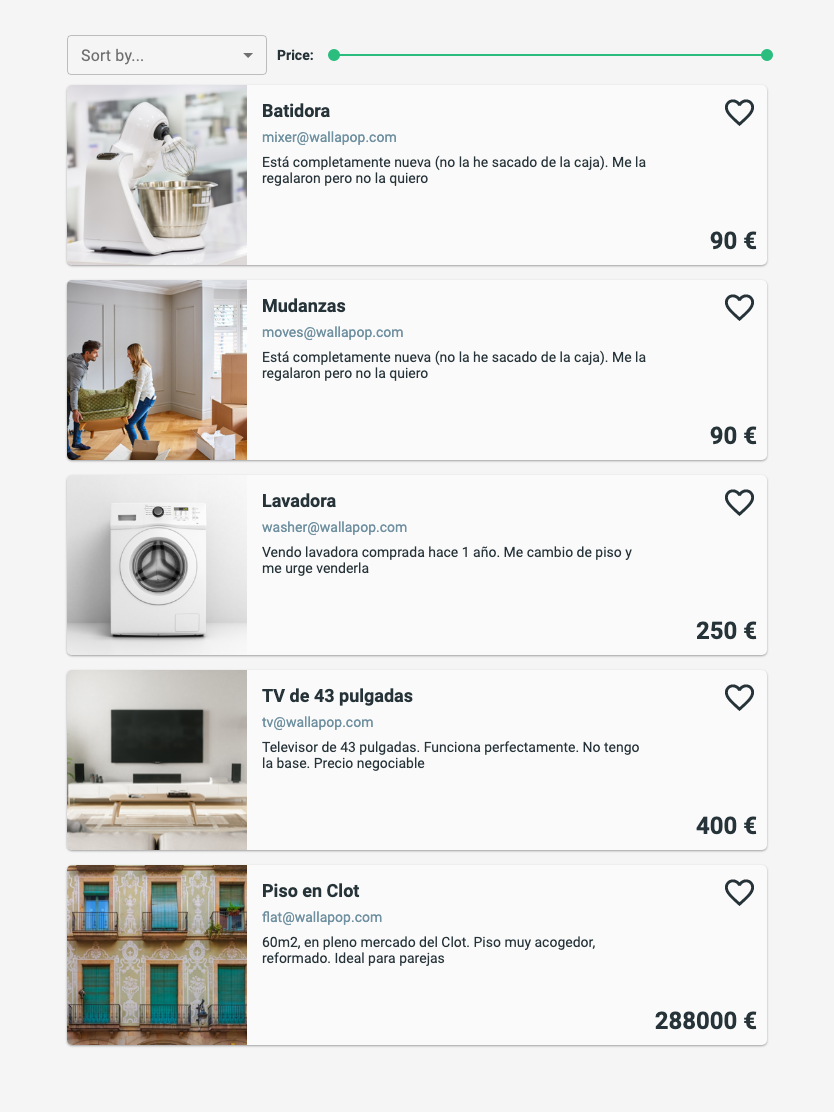 Sort by...
Price:
Batidora
mixer@wallapop.com
Está completamente nueva (no la he sacado de la caja). Me la
regalaron pero no la quiero
90 €
Mudanzas
moves@wallapop.com
Está completamente nueva (no la he sacado de la caja). Me la
regalaron pero no la quiero
90 €
Lavadora
washer@wallapop.com
Vendo lavadora comprada hace 1 año. Me cambio de piso y
me urge venderla
250 €
TV de 43 pulgadas
tv@wallapop.com
Televisor de 43 pulgadas. Funciona perfectamente. No tengo
la base. Precio negociable
400 €
Piso en Clot
flat@wallapop.com
60m2, en pleno mercado del Clot. Piso muy acogedor,
reformado. Ideal para parejas
288000 €